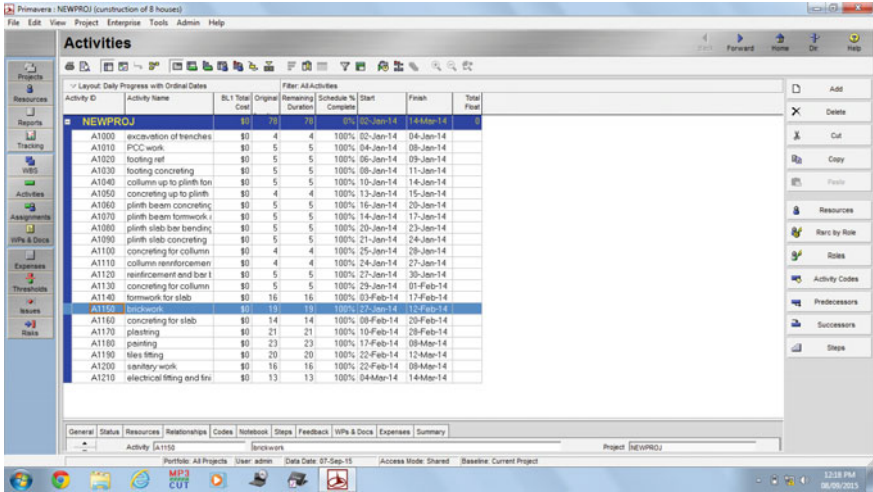 Primavera : NEWPROJ (cunstruction of 8 houses)
File Edit View Project Enterprise Tools Admin Help
Activities
Back Forward Home Dir Help
Layout: Daily Progress with Ordinal Dates Filter: All Activities
Activity ID Activity Name BL1 Total Cost Original Remaining Duration Schedule % Complete Start Finish Total Float
NEWPROJ $0 78 78 0% 02-Jan-14 14-Mar-14 0
A1000 excavation of trenches $0 4 4 100% 02-Jan-14 04-Jan-14
A1010 PCC work $0 5 5 100% 04-Jan-14 08-Jan-14
A1020 footing ref $0 5 5 100% 06-Jan-14 09-Jan-14
A1030 footing concreting $0 5 5 100% 08-Jan-14 11-Jan-14
A1040 collumn up to plinth fon $0 5 5 100% 10-Jan-14 14-Jan-14
A1050 concreting up to plinth $0 4 4 100% 13-Jan-14 15-Jan-14
A1060 plinth beam concreting $0 5 5 100% 16-Jan-14 20-Jan-14
A1070 plinth beam formwork $0 5 5 100% 14-Jan-14 17-Jan-14
A1080 plinth slab bar bending $0 5 5 100% 20-Jan-14 23-Jan-14
A1090 plinth slab concreting $0 5 5 100% 21-Jan-14 24-Jan-14
A1100 concreting for collumn $0 4 4 100% 25-Jan-14 28-Jan-14
A1110 collumn rennforcemen $0 4 4 100% 24-Jan-14 27-Jan-14
A1120 reinfircement and bar t $0 5 5 100% 27-Jan-14 30-Jan-14
A1130 concreting for collumn $0 5 5 100% 29-Jan-14 01-Feb-14
A1140 formwork for slab $0 16 16 100% 03-Feb-14 17-Feb-14
A1150 brickwork $0 19 19 100% 27-Jan-14 12-Feb-14
A1160 concreting for slab $0 14 14 100% 08-Feb-14 20-Feb-14
A1170 plastring $0 21 21 100% 10-Feb-14 28-Feb-14
A1180 painting $0 23 23 100% 17-Feb-14 08-Mar-14
A1190 tiles fitting $0 20 20 100% 22-Feb-14 12-Mar-14
A1200 sanitary work $0 16 16 100% 22-Feb-14 08-Mar-14
A1210 electrical fitting and fini $0 13 13 100% 04-Mar-14 14-Mar-14
Projects
Resources
Reports
Tracking
WBS
Activities
Assignments
WPs & Docs
Expenses
Thresholds
Issues
Risks
Add
Delete
Cut
Copy
Paste
Resources
Rsrc by Role
Roles
Activity Codes
Predecessors
Successors
Steps
General Status Resources Relationships Codes Notebook Steps Feedback WPs & Docs Expenses Summary
Activity A1150 brickwork Project NEWPROJ
Portfolio: All Projects User: admin Data Date: 07-Sep-15 Access Mode: Shared Baseline: Current Project
MP3 CUT
12:18 PM
08/09/2015